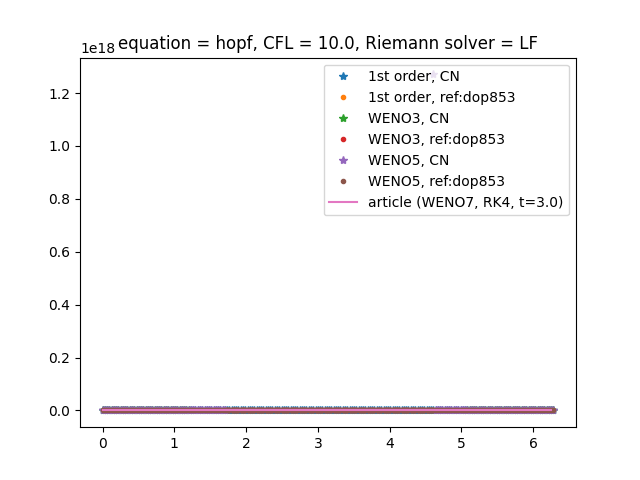 equation = hopf, CFL = 10.0, Riemann solver = LF
1e18
1st order, CN
1st order, ref:dop853
WENO3, CN
WENO3, ref:dop853
WENO5, CN
WENO5, ref:dop853
article (WENO7, RK4, t=3.0)
1.2
1.0
0.8
0.6
0.4
0.2
0.0
0 1 2 3 4 5 6